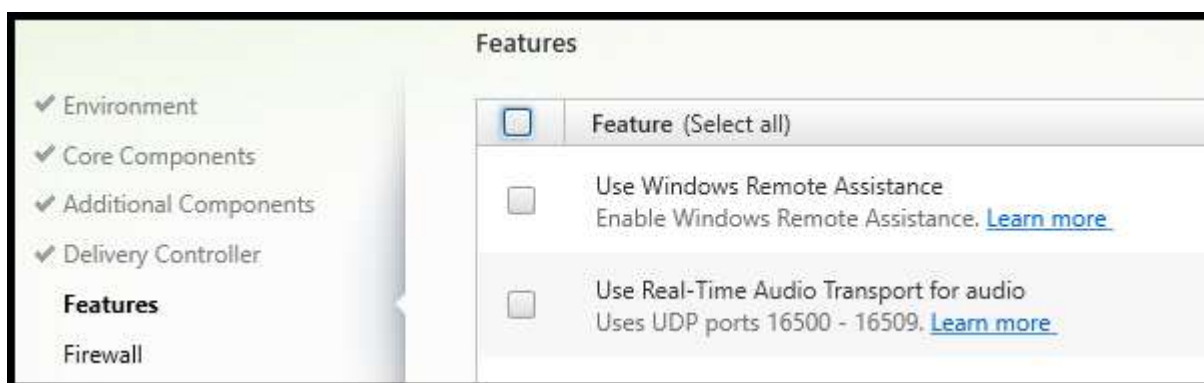 Features
Environment
Core Components
Additional Components
Delivery Controller
Features
Firewall
Feature (Select all)
Use Windows Remote Assistance
Enable Windows Remote Assistance. Learn more
Use Real-Time Audio Transport for audio
Uses UDP ports 16500 - 16509. Learn more